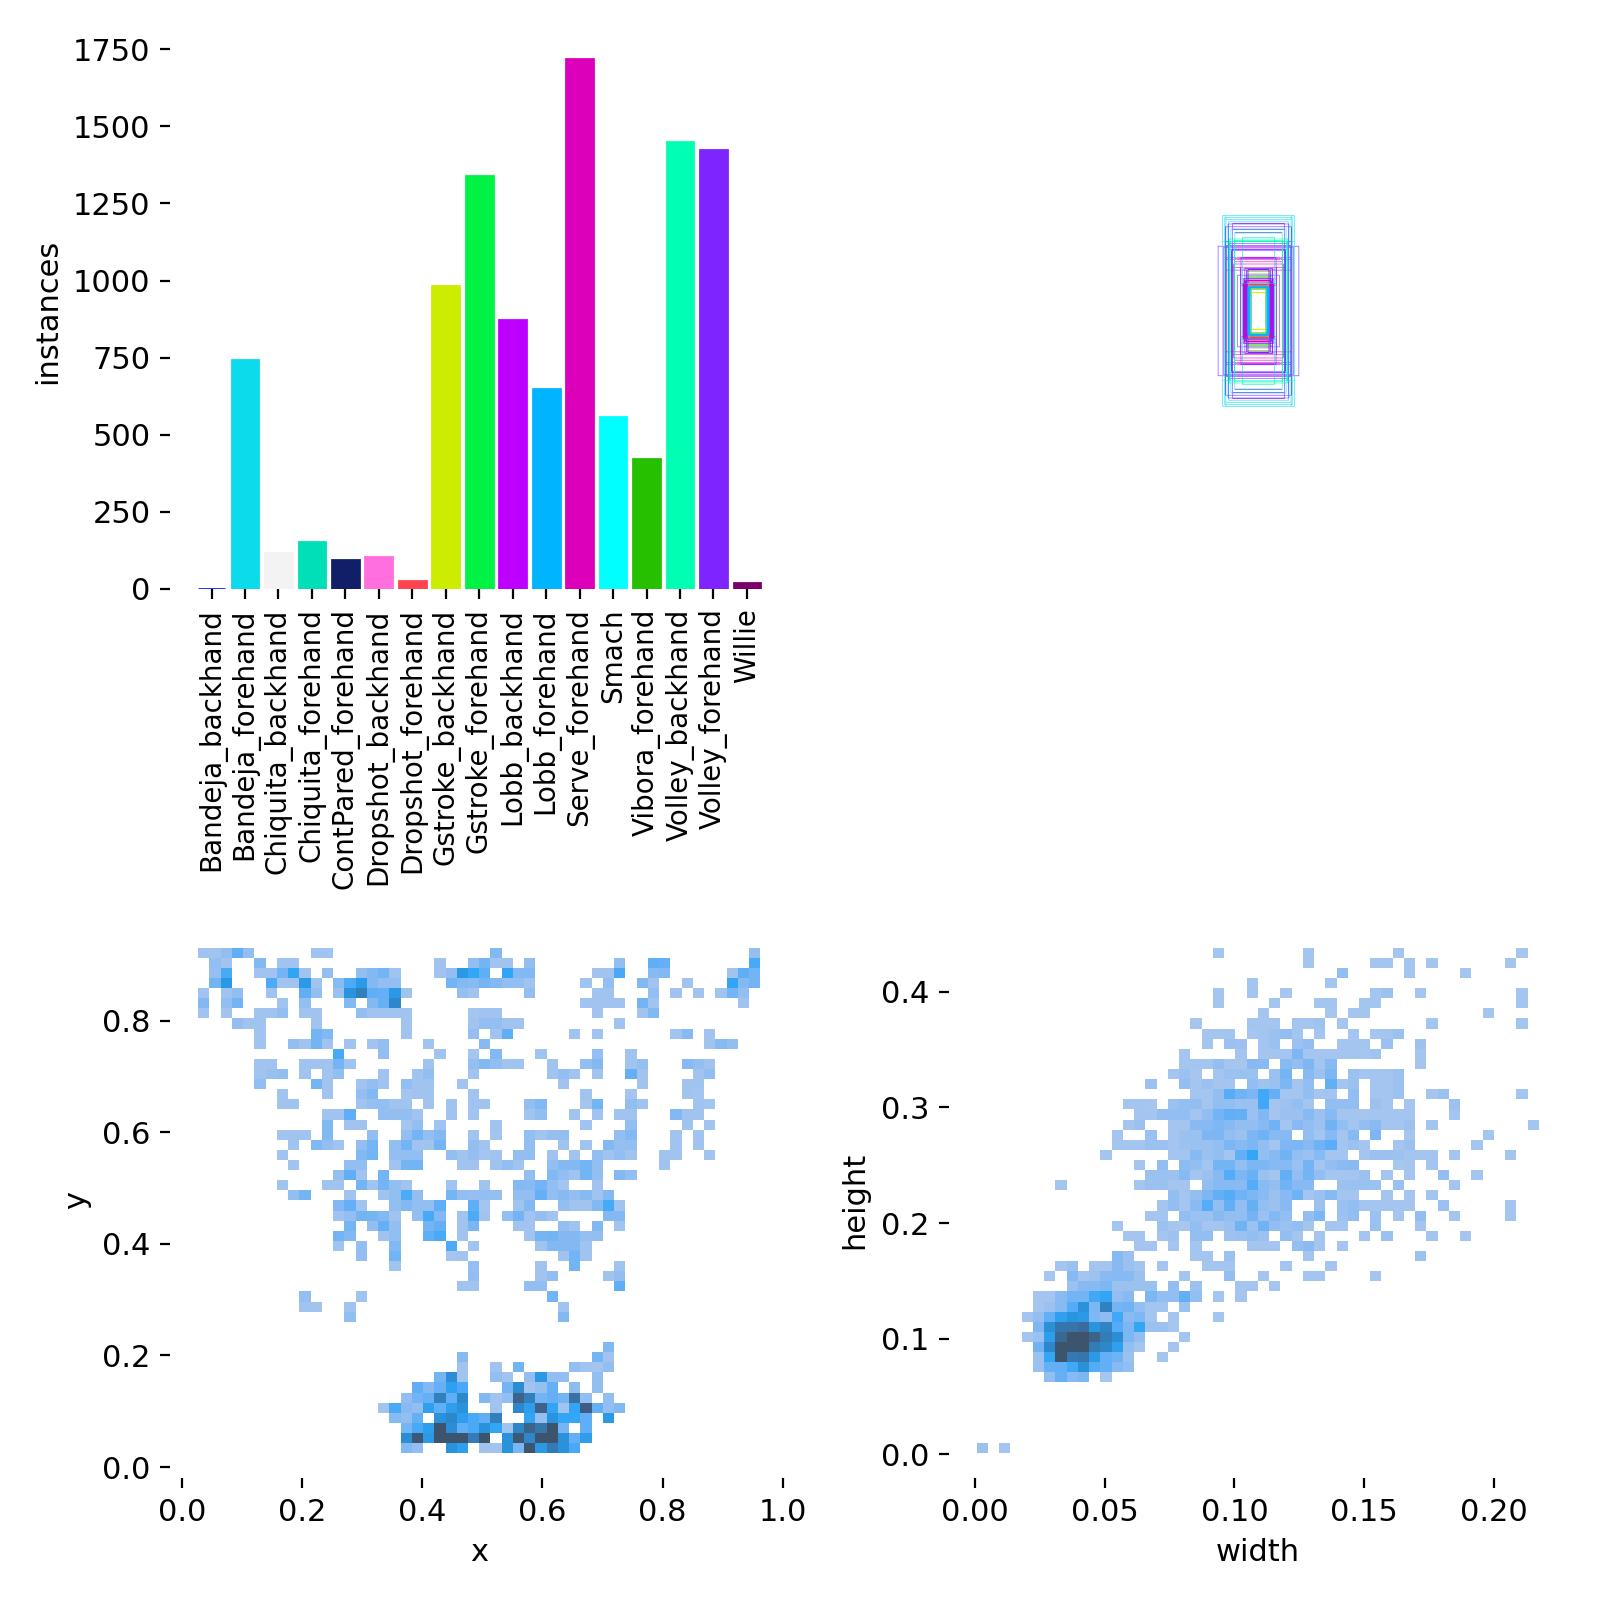 1750
1500
1250
1000
750
500
250
0
instances
Bandeja_backhand
Bandeja_forehand
Chiquita_backhand
Chiquita_forehand
ContPared_forehand
Dropshot_backhand
Dropshot_forehand
Gstroke_backhand
Gstroke_forehand
Lobb_backhand
Lobb_forehand
Serve_forehand
Smach
Vibora_forehand
Volley_backhand
Volley_forehand
Willie
0.8
0.6
0.4
0.2
0.0
y
0.0 0.2 0.4 0.6 0.8 1.0
x
0.4
0.3
0.2
0.1
0.0
height
0.00 0.05 0.10 0.15 0.20
width